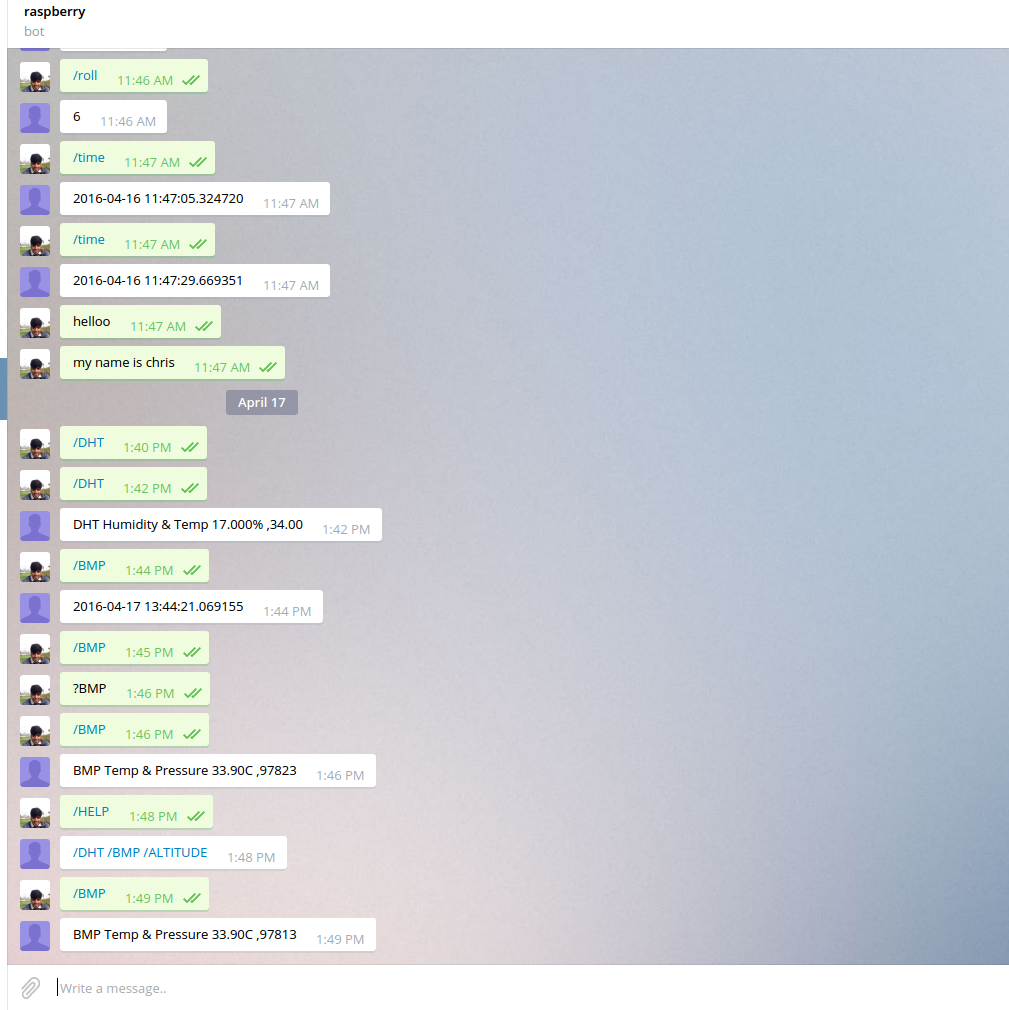 raspberry
bot
/roll 11:46 AM
6 11:46 AM
/time 11:47 AM
2016-04-16 11:47:05.324720 11:47 AM
/time 11:47 AM
2016-04-16 11:47:29.669351 11:47 AM
helloo 11:47 AM
my name is chris 11:47 AM
April 17
/DHT 1:40 PM
/DHT 1:42 PM
DHT Humidity & Temp 17.000% ,34.00 1:42 PM
/BMP 1:44 PM
2016-04-17 13:44:21.069155 1:44 PM
/BMP 1:45 PM
?BMP 1:46 PM
/BMP 1:46 PM
BMP Temp & Pressure 33.90C ,97823 1:46 PM
/HELP 1:48 PM
/DHT /BMP /ALTITUDE 1:48 PM
/BMP 1:49 PM
BMP Temp & Pressure 33.90C ,97813 1:49 PM
Write a message..